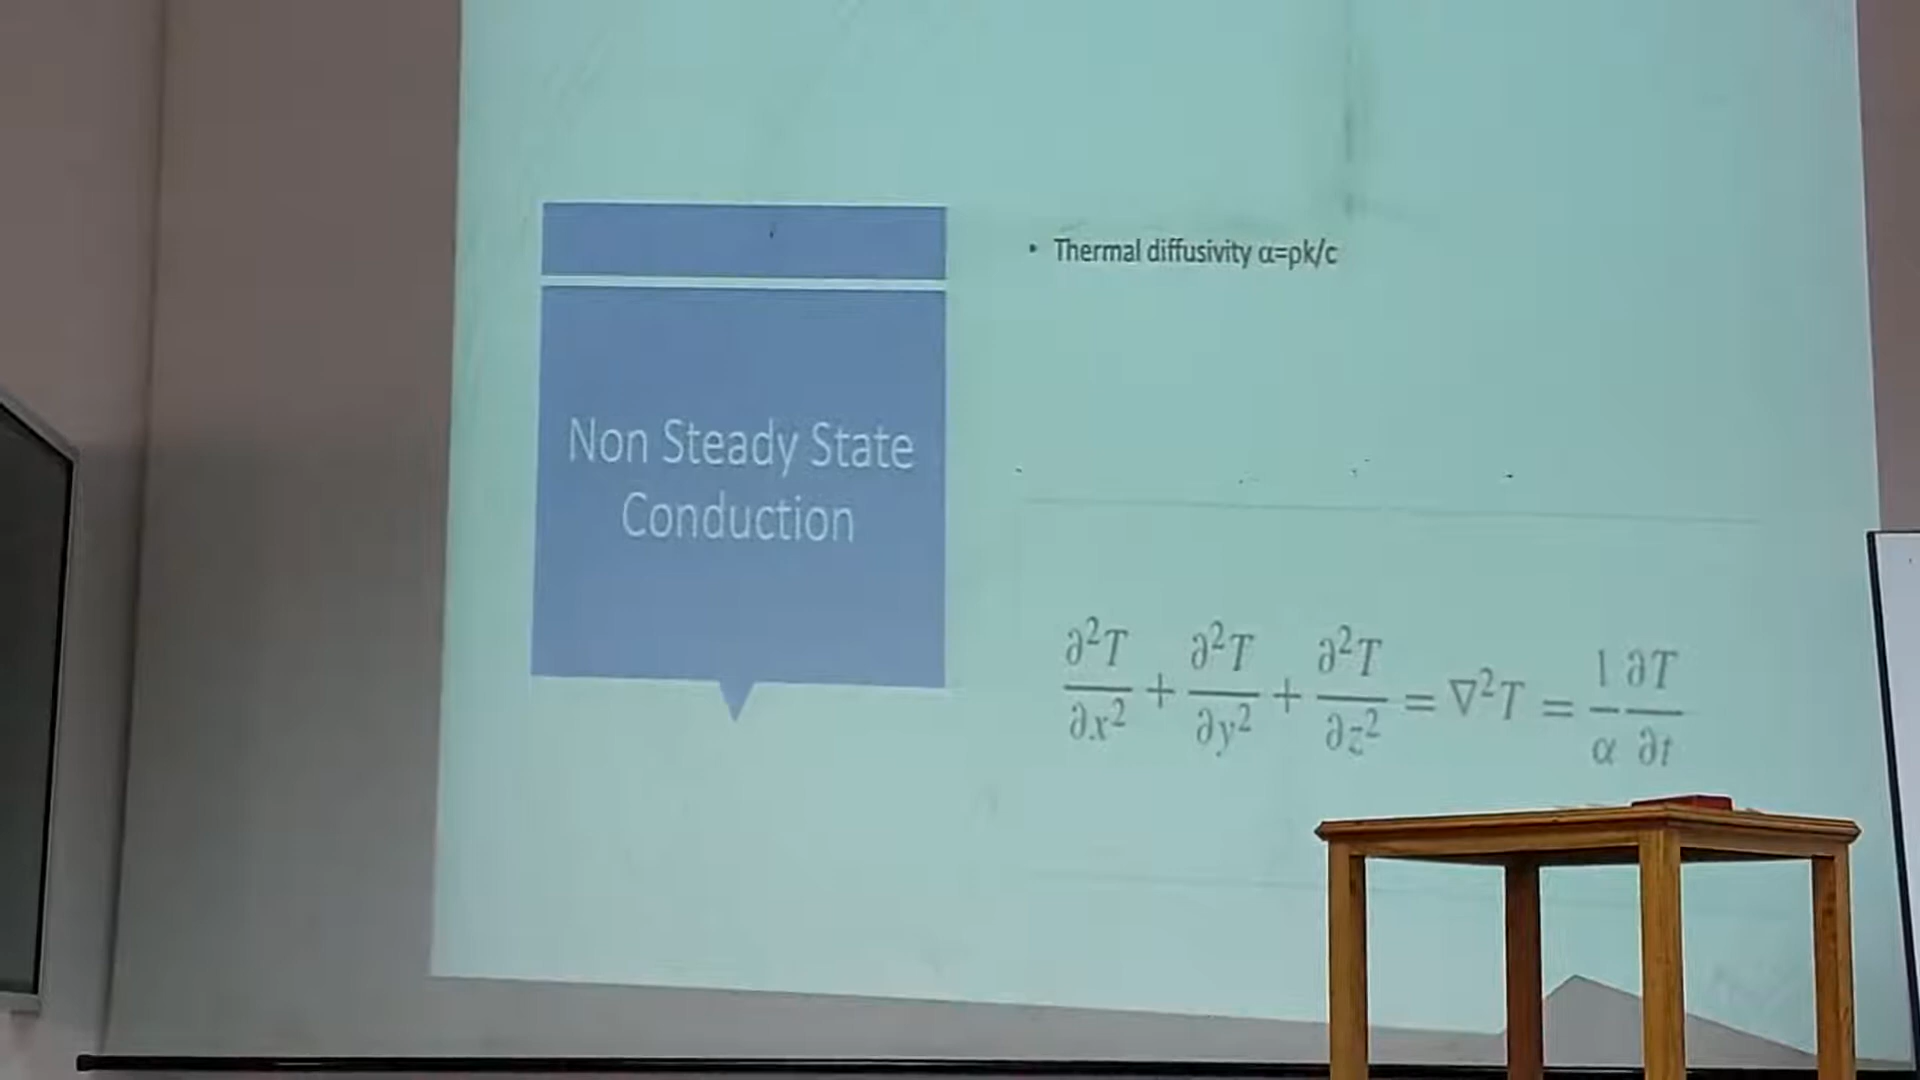 Non Steady State
Conduction
• Thermal diffusivity α=ρk/c
∂²T/∂x² + ∂²T/∂y² + ∂²T/∂z² = ∇²T = 1/α ∂T/∂t